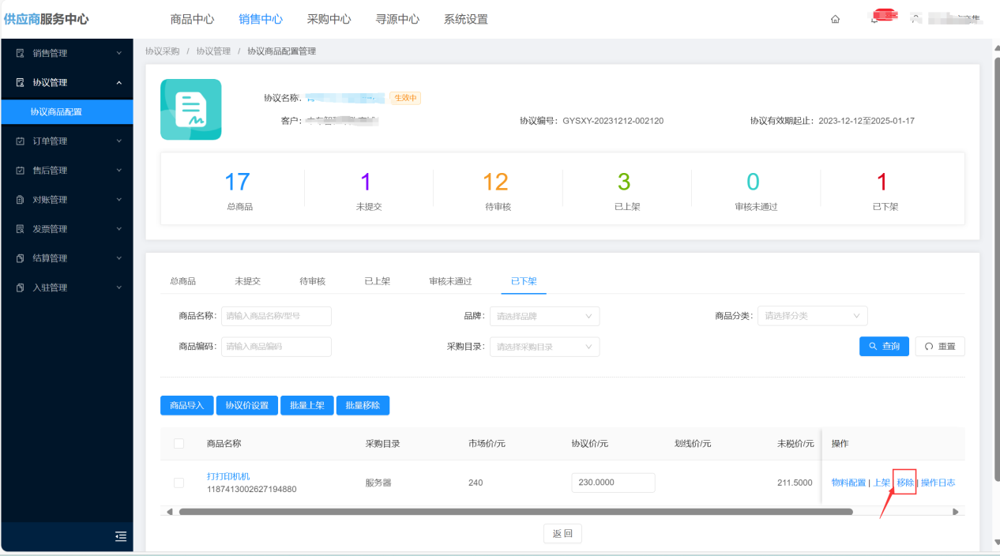 供应商服务中心 商品中心 销售中心 采购中心 寻源中心 系统设置
销售管理
协议管理
协议商品配置
订单管理
售后管理
对账管理
发票管理
结算管理
入驻管理
协议采购 / 协议管理 / 协议商品配置管理
协议名称: 生效中
客户: 协议编号: GYSXY-20231212-002120 协议有效期起止: 2023-12-12至2025-01-17
17 1 12 3 0 1
总商品 未提交 待审核 已上架 审核未通过 已下架
总商品 未提交 待审核 已上架 审核未通过 已下架
商品名称: 请输入商品名称/型号 品牌: 请选择品牌 商品分类: 请选择分类
商品编码: 请输入商品编码 采购目录: 请选择采购目录 查询 重置
商品导入 协议价设置 批量上架 批量移除
商品名称 采购目录 市场价/元 协议价/元 划线价/元 未税价/元 操作
打打印机机
1187413002627194880 服务器 240 230.0000 211.5000 物料配置 | 上架 | 移除 | 操作日志
返 回